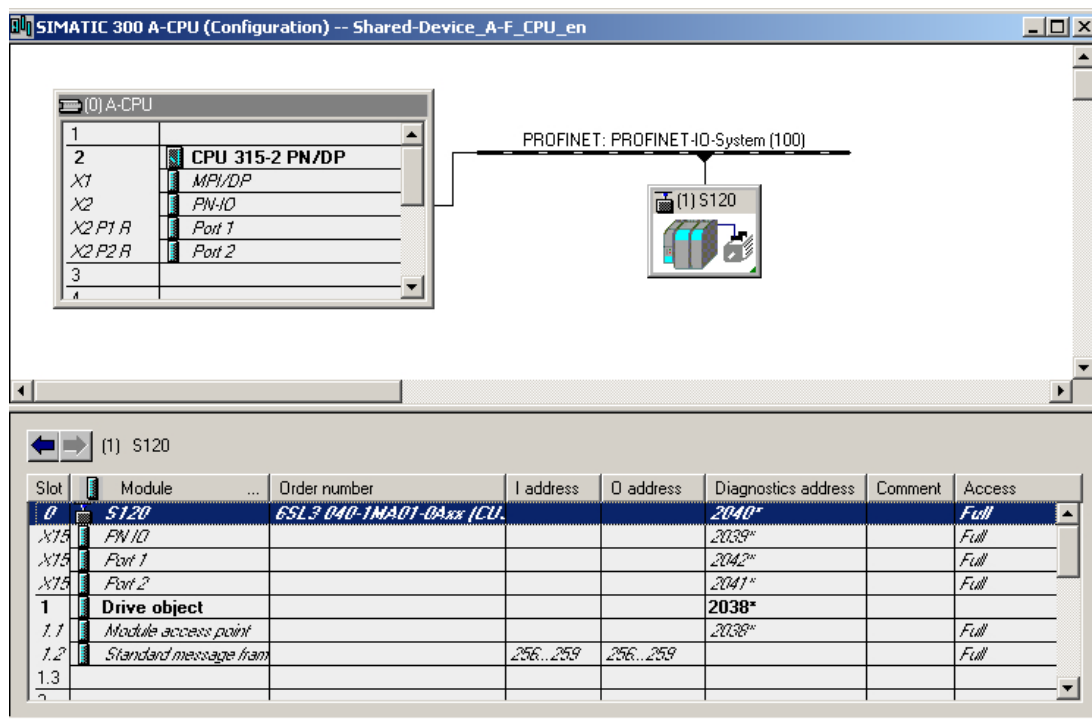 SIMATIC 300 A-CPU (Configuration) -- Shared-Device_A-F_CPU_en
(0) A-CPU
1
2 CPU 315-2 PN/DP
X1 MPI/DP
X2 PN-IO
X2 P1 R Port 1
X2 P2 R Port 2
3
PROFINET: PROFINET-IO-System (100)
(1) S120
(1) S120
Slot Module ... Order number I address O address Diagnostics address Comment Access
0 S120 6SL3 040-1MA01-0Axx (CU. 2040* Full
X15 PN IO 2039* Full
X15 Port 1 2042* Full
X15 Port 2 2041* Full
1 Drive object 2038*
1.1 Module access point 2038* Full
1.2 Standard message fram 256...259 256...259 Full
1.3